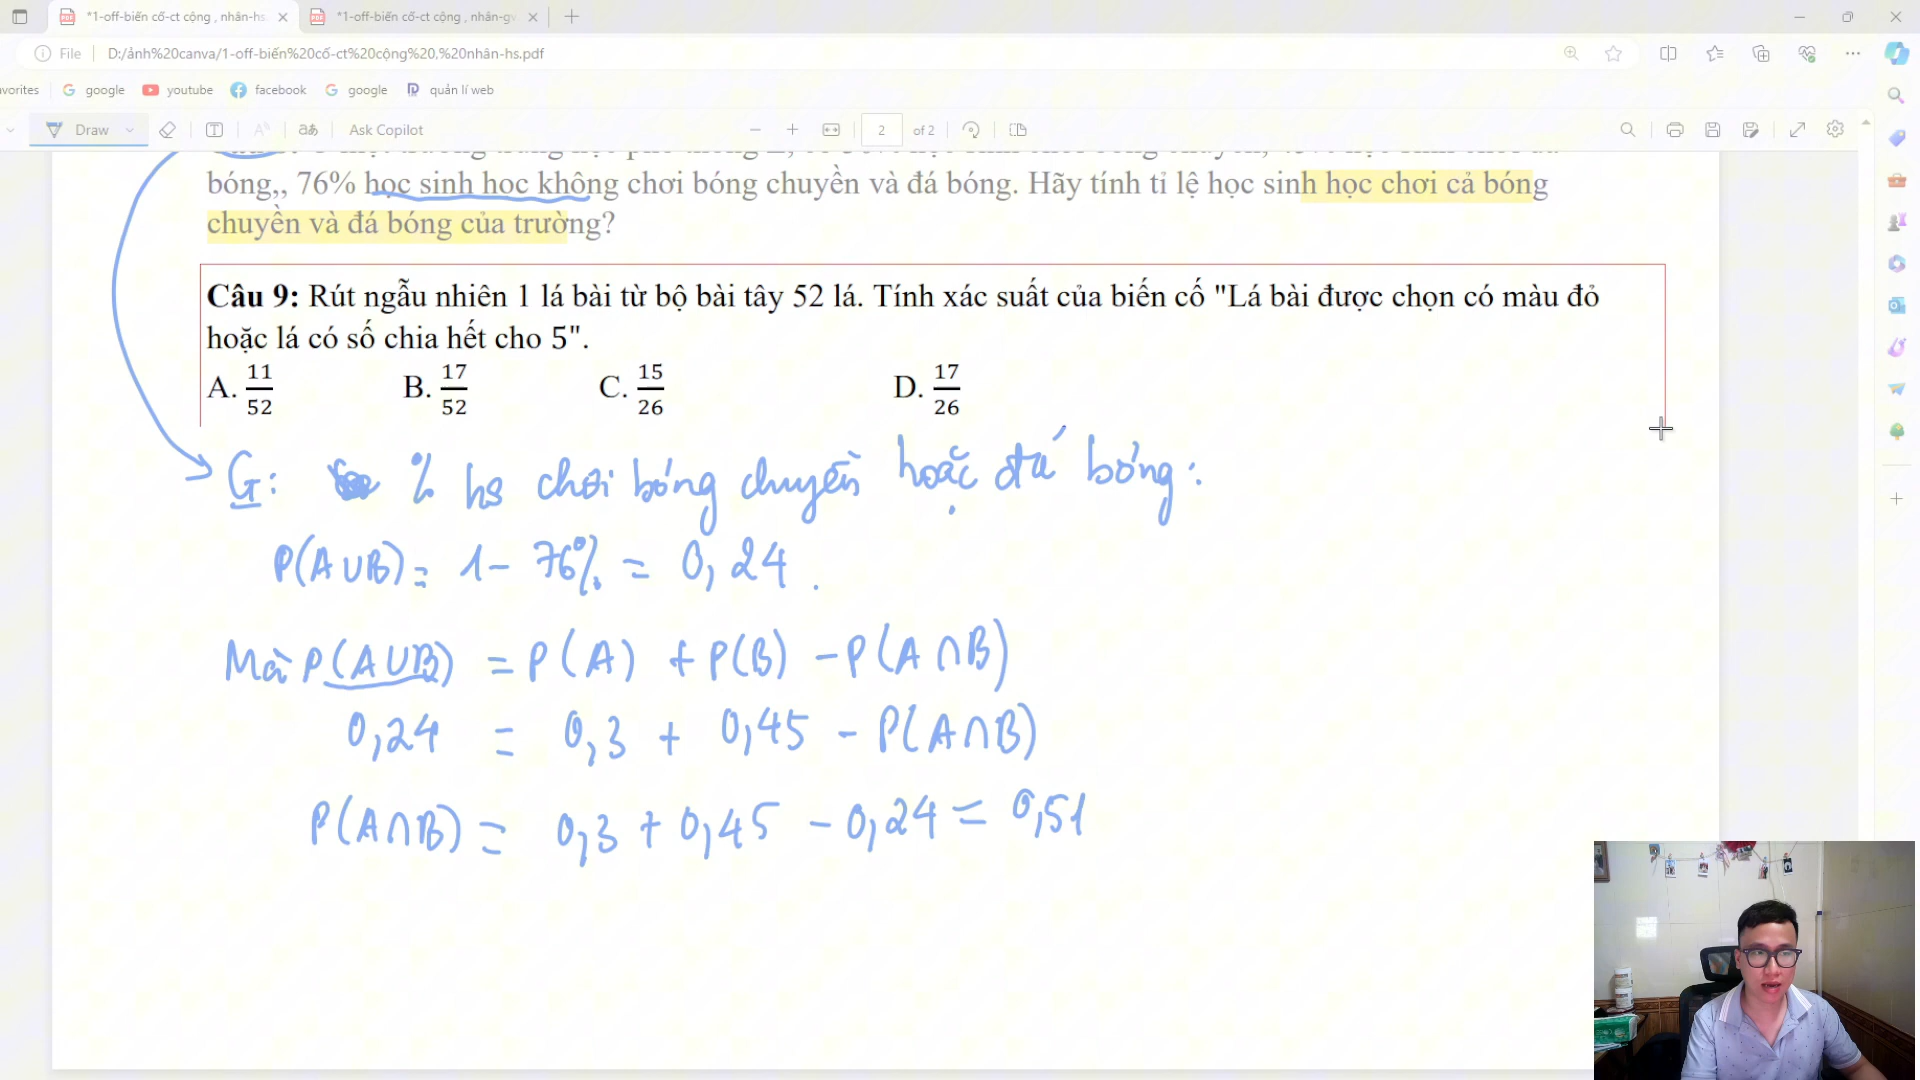 *1-off-biến cố-ct cộng , nhân-hs
*1-off-biến cố-ct cộng , nhân-gv
File
D:/ảnh%20canva/1-off-biến%20cố-ct%20cộng%20,%20nhân-hs.pdf
vorites
google
youtube
facebook
google
quản lí web
Draw
aあ
Ask Copilot
2
of 2
bóng,, 76% học sinh hoc không chơi bóng chuyền và đá bóng. Hãy tính tỉ lệ học sinh học chơi cả bóng
chuyền và đá bóng của trường?
Câu 9: Rút ngẫu nhiên 1 lá bài từ bộ bài tây 52 lá. Tính xác suất của biến cố "Lá bài được chọn có màu đỏ
hoặc lá có số chia hết cho 5".
A. 11/52 B. 17/52 C. 15/26 D. 17/26
G: % hs chơi bóng chuyền hoặc đá bóng:
P(A∪B) = 1 - 76% = 0,24.
Mà P(A∪B) = P(A) + P(B) - P(A∩B)
0,24 = 0,3 + 0,45 - P(A∩B)
P(A∩B) = 0,3 + 0,45 - 0,24 = 0,51